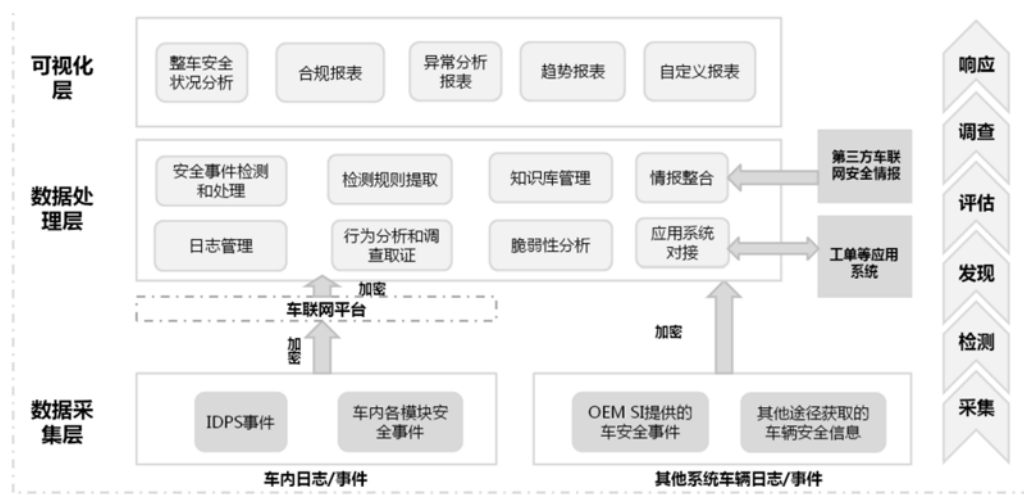 可视化
层
整车安全
状况分析
合规报表
异常分析
报表
趋势报表
自定义报表
数据处
理层
安全事件检测
和处理
检测规则提取
知识库管理
情报整合
第三方车联
网安全情报
日志管理
行为分析和调
查取证
脆弱性分析
应用系统
对接
工单等应用
系统
加密
车联网平台
加密
加密
数据采
集层
IDPS事件
车内各模块安
全事件
OEM SI提供的
车安全事件
其他途径获取的
车辆安全信息
车内日志/事件
其他系统车辆日志/事件
响应
调查
评估
发现
检测
采集